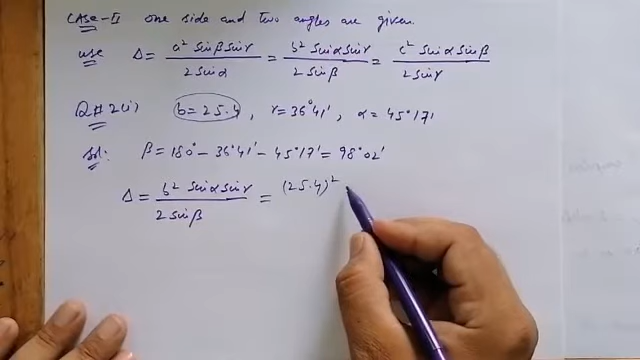 CASE-II one side and two angles are given.
use Δ = a² sinβ sinγ / 2 sinα = b² sinα sinγ / 2 sinβ = c² sinα sinβ / 2 sinγ
Q#2(i) b=25.4, γ=36°41', α=45°17'
Sol: β=180°-36°41'-45°17'=98°02'
Δ = b² sinα sinγ / 2 sinβ = (25.4)²